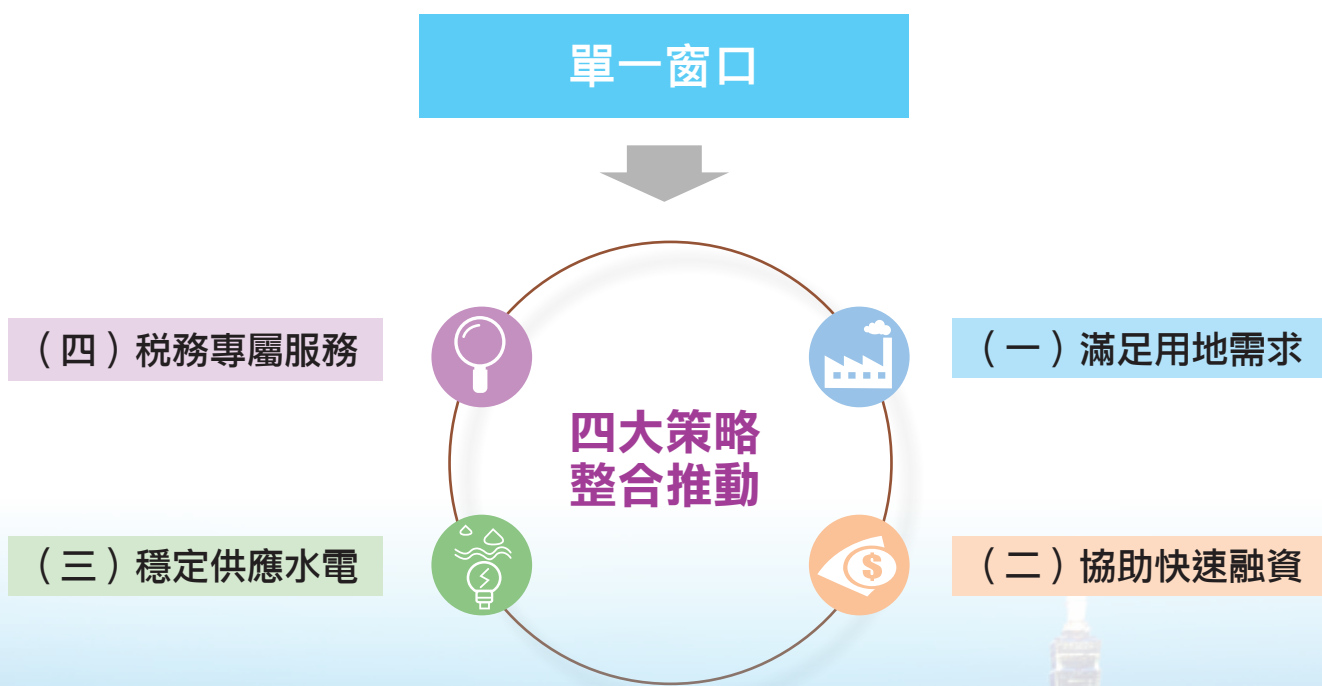 單一窗口
（四）稅務專屬服務
（一）滿足用地需求
四大策略
整合推動
（三）穩定供應水電
（二）協助快速融資
$